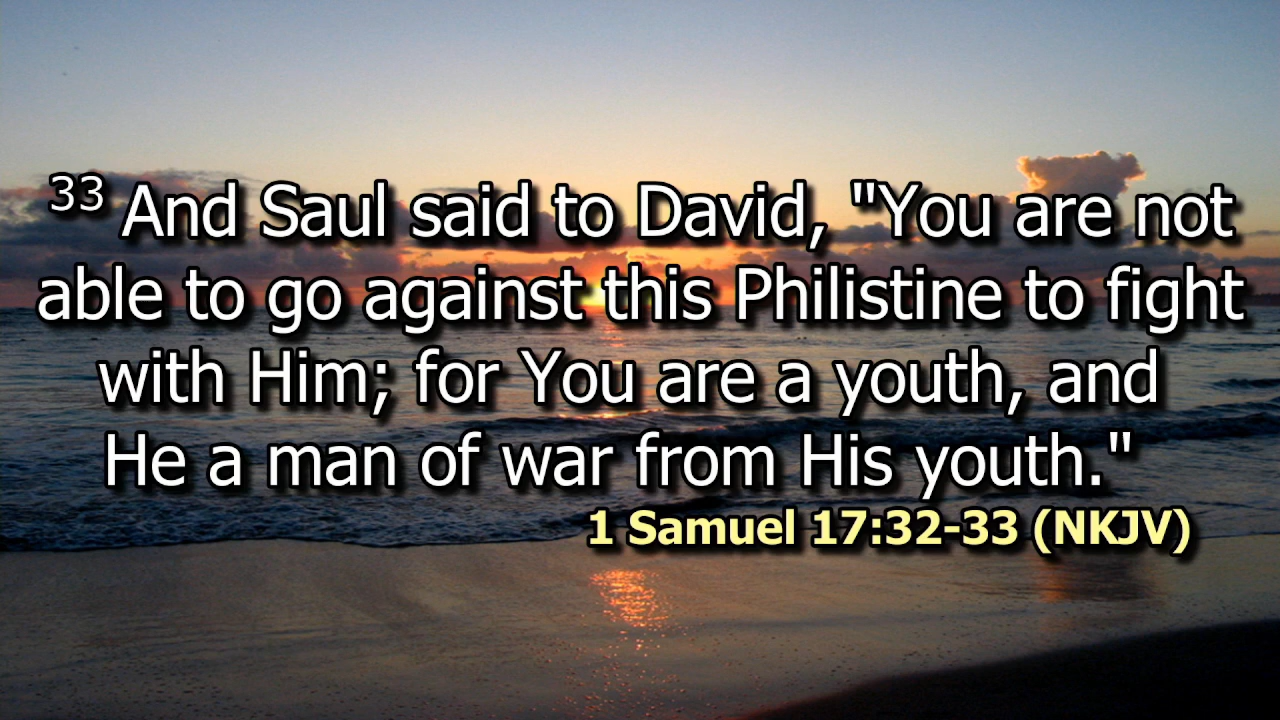 33 And Saul said to David, "You are not
able to go against this Philistine to fight
with Him; for You are a youth, and
He a man of war from His youth."
1 Samuel 17:32-33 (NKJV)